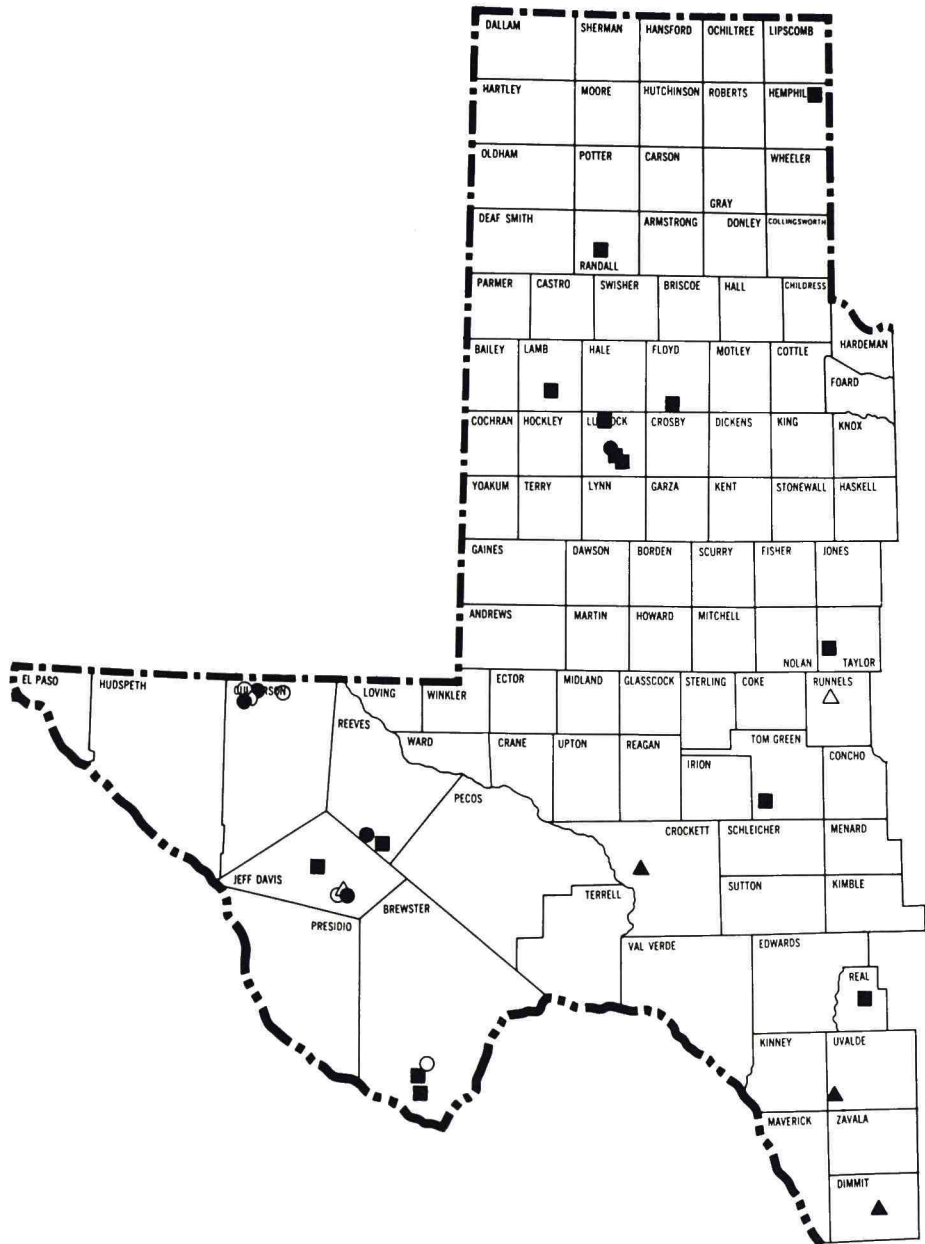 DALLAM SHERMAN HANSFORD OCHILTREE LIPSCOMB
HARTLEY MOORE HUTCHINSON ROBERTS
OLDHAM POTTER CARSON WHEELER
GRAY
DEAF SMITH ARMSTRONG DONLEY COLLINGSWORTH
RANDALL
PARMER CASTRO SWISHER BRISCOE HALL CHILDRESS
HARDEMAN
BAILEY LAMB HALE FLOYD MOTLEY COTTLE
FOARD
COCHRAN HOCKLEY CROSBY DICKENS KING KNOX
YOAKUM TERRY LYNN GARZA KENT STONEWALL HASKELL
GAINES DAWSON BORDEN SCURRY FISHER JONES
ANDREWS MARTIN HOWARD MITCHELL
NOLAN TAYLOR
EL PASO HUDSPETH LOVING WINKLER ECTOR MIDLAND GLASSCOCK STERLING COKE RUNNELS
REEVES WARD CRANE UPTON REAGAN TOM GREEN
IRION CONCHO
PECOS
CROCKETT SCHLEICHER MENARD
JEFF DAVIS SUTTON KIMBLE
TERRELL
BREWSTER
PRESIDIO
VAL VERDE EDWARDS
REAL
KINNEY UVALDE
MAVERICK ZAVALA
DIMMIT